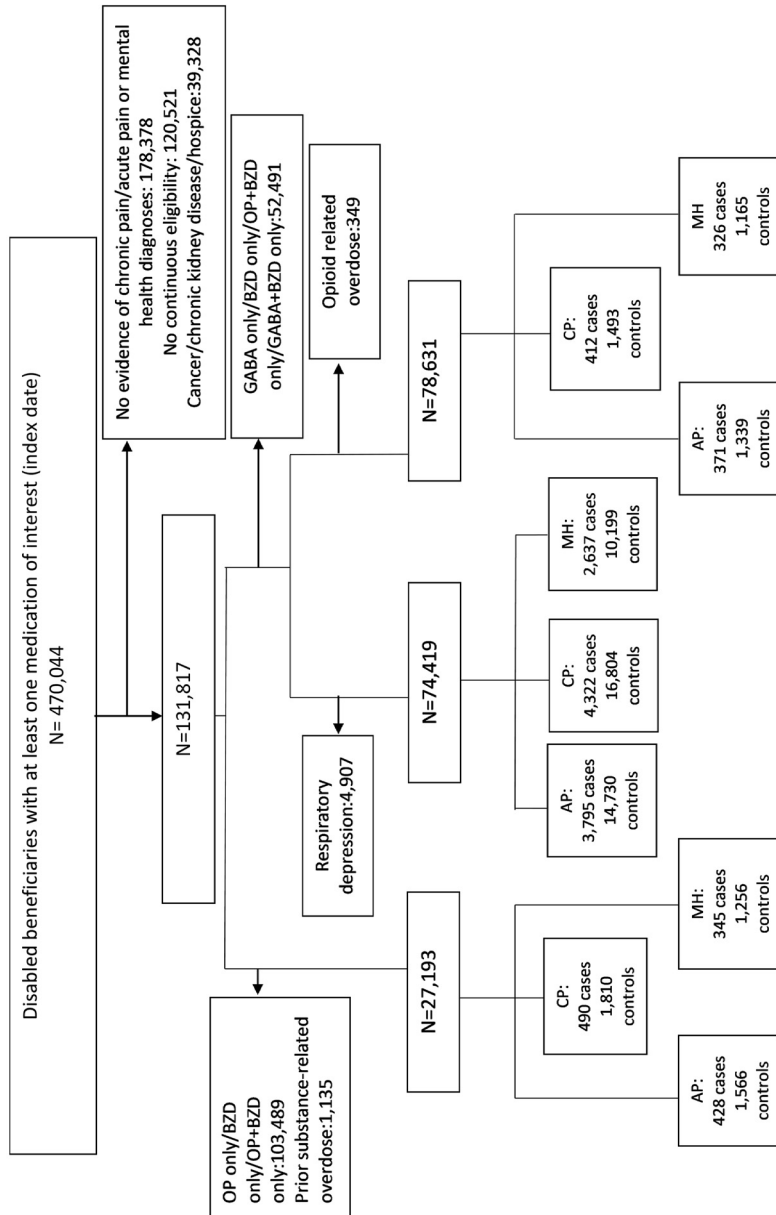 Disabled beneficiaries with at least one medication of interest (index date)
N= 470,044
No evidence of chronic pain/acute pain or mental
health diagnoses: 178,378
No continuous eligibility: 120,521
Cancer/chronic kidney disease/hospice:39,328
N=131,817
OP only/BZD
only/OP+BZD
only:103,489
Prior substance-related
overdose:1,135
GABA only/BZD only/OP+BZD
only/GABA+BZD only:52,491
Respiratory
depression:4,907
Opioid related
overdose:349
N=27,193
N=74,419
N=78,631
AP:
428 cases
1,566
controls
CP:
490 cases
1,810
controls
MH:
345 cases
1,256
controls
AP:
3,795 cases
14,730
controls
CP:
4,322 cases
16,804
controls
MH:
2,637 cases
10,199
controls
AP:
371 cases
1,339
controls
CP:
412 cases
1,493
controls
MH
326 cases
1,165
controls